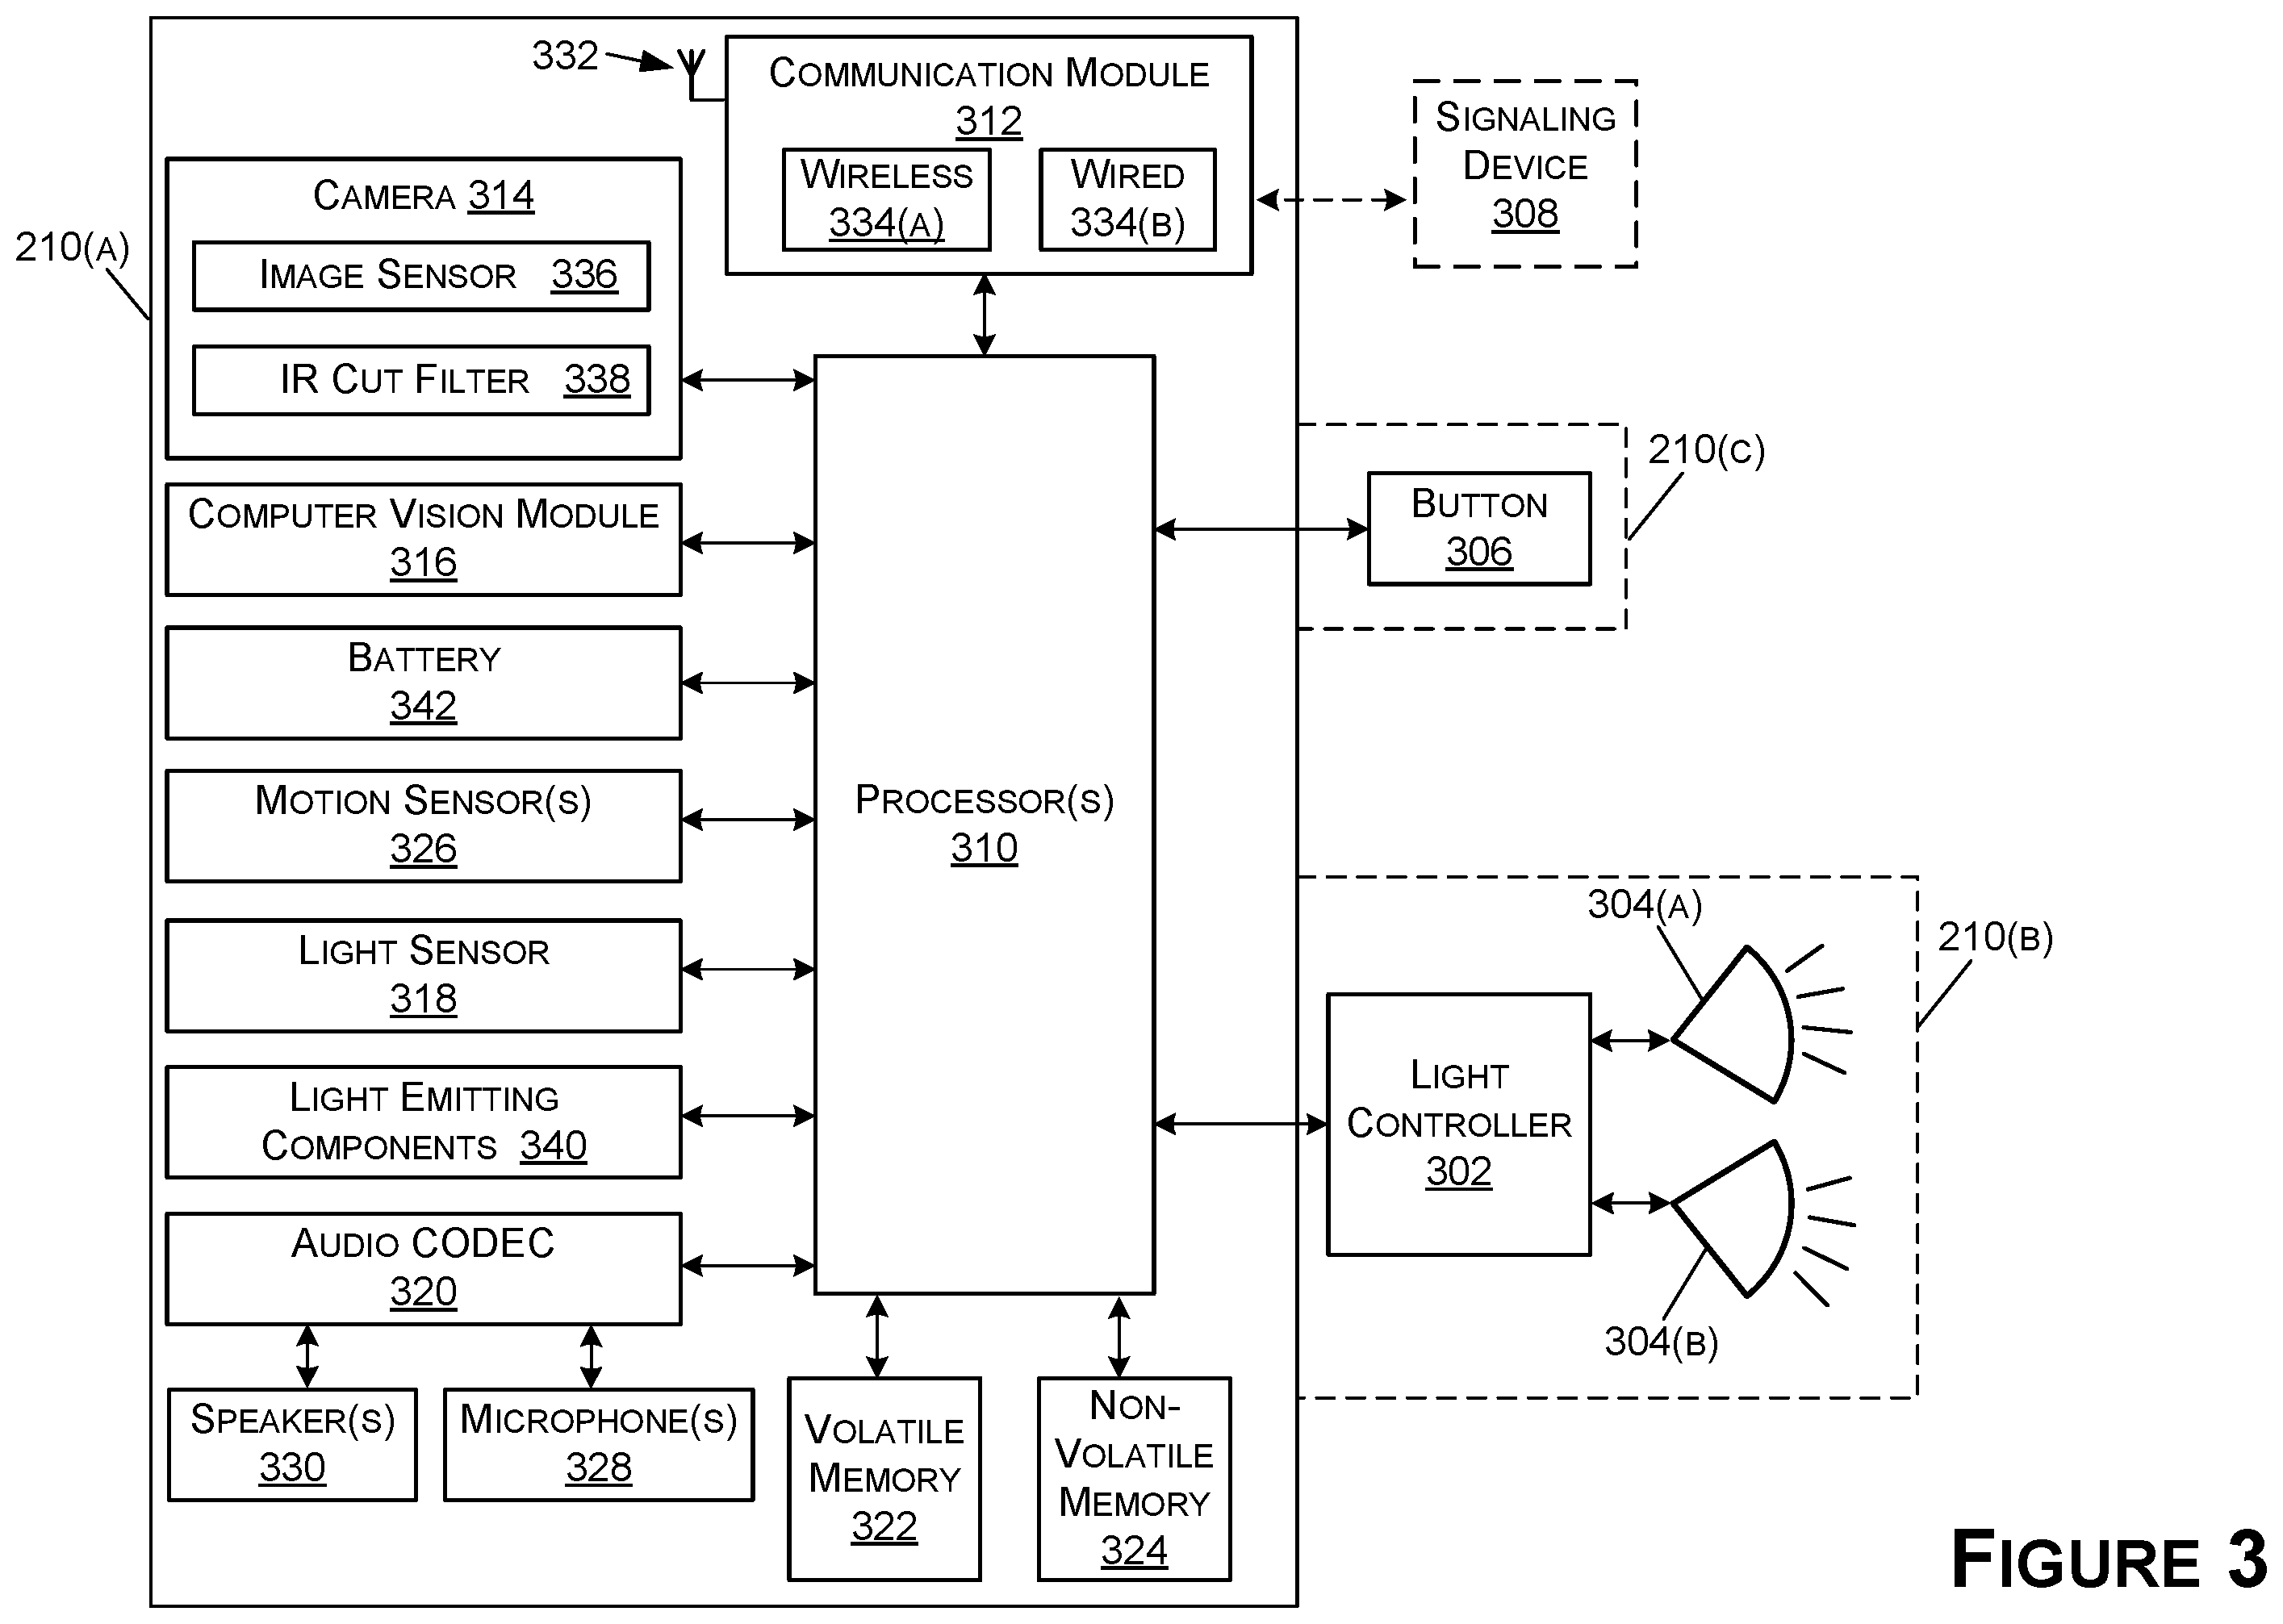 332
COMMUNICATION MODULE
312
WIRELESS
334(A)
WIRED
334(B)
SIGNALING
DEVICE
308
210(A)
CAMERA 314
IMAGE SENSOR 336
IR CUT FILTER 338
COMPUTER VISION MODULE
316
BATTERY
342
MOTION SENSOR(S)
326
LIGHT SENSOR
318
LIGHT EMITTING
COMPONENTS 340
AUDIO CODEC
320
SPEAKER(S)
330
MICROPHONE(S)
328
PROCESSOR(S)
310
VOLATILE
MEMORY
322
NON-
VOLATILE
MEMORY
324
BUTTON
306
210(C)
LIGHT
CONTROLLER
302
304(A)
304(B)
210(B)
FIGURE 3